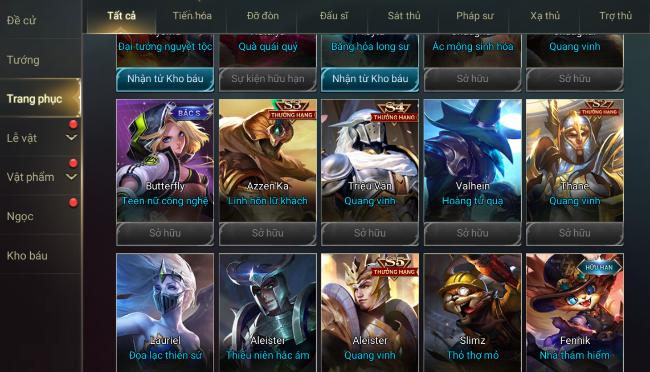 Đề cử
Tướng
Trang phục
Lễ vật
Vật phẩm
Ngọc
Kho báu
Tất cả
Tiến hóa
Đỡ đòn
Đấu sĩ
Sát thủ
Pháp sư
Xạ thủ
Trợ thủ
Đại tướng nguyệt tộc
Quà quái quỷ
Băng hỏa long sư
Ác mộng sinh hóa
Quang vinh
Nhận từ Kho báu
Sự kiện hữu hạn
Nhận từ Kho báu
Sở hữu
Sở hữu
BẬC S
S3
THƯỜNG HẠNG
S4
THƯỜNG HẠNG
S2
THƯỜNG HẠNG
Butterfly
Azzen'Ka
Triệu Vân
Valhein
Thane
Teen nữ công nghệ
Linh hồn lữ khách
Quang vinh
Hoàng tử quạ
Quang vinh
Sở hữu
Sở hữu
Sở hữu
Sở hữu
Sở hữu
S5
THƯỜNG HẠNG
HỮU HẠN
Lauriel
Aleister
Aleister
Slimz
Fennik
Đọa lạc thiên sứ
Thiếu niên hắc ám
Quang vinh
Thỏ thợ mỏ
Nhà thám hiểm